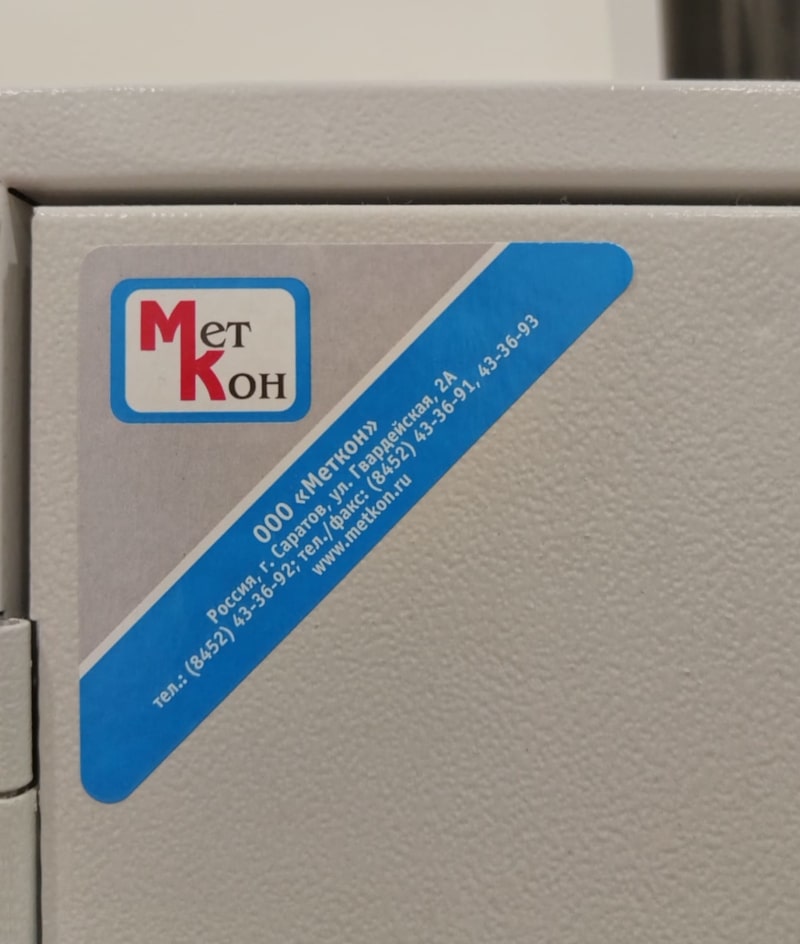 Мет
Кон
ООО «Меткон»
Россия, г. Саратов, ул. Гвардейская, 2А
тел.: (8452) 43-36-92; тел./факс: (8452) 43-36-91, 43-36-93
www.metkon.ru